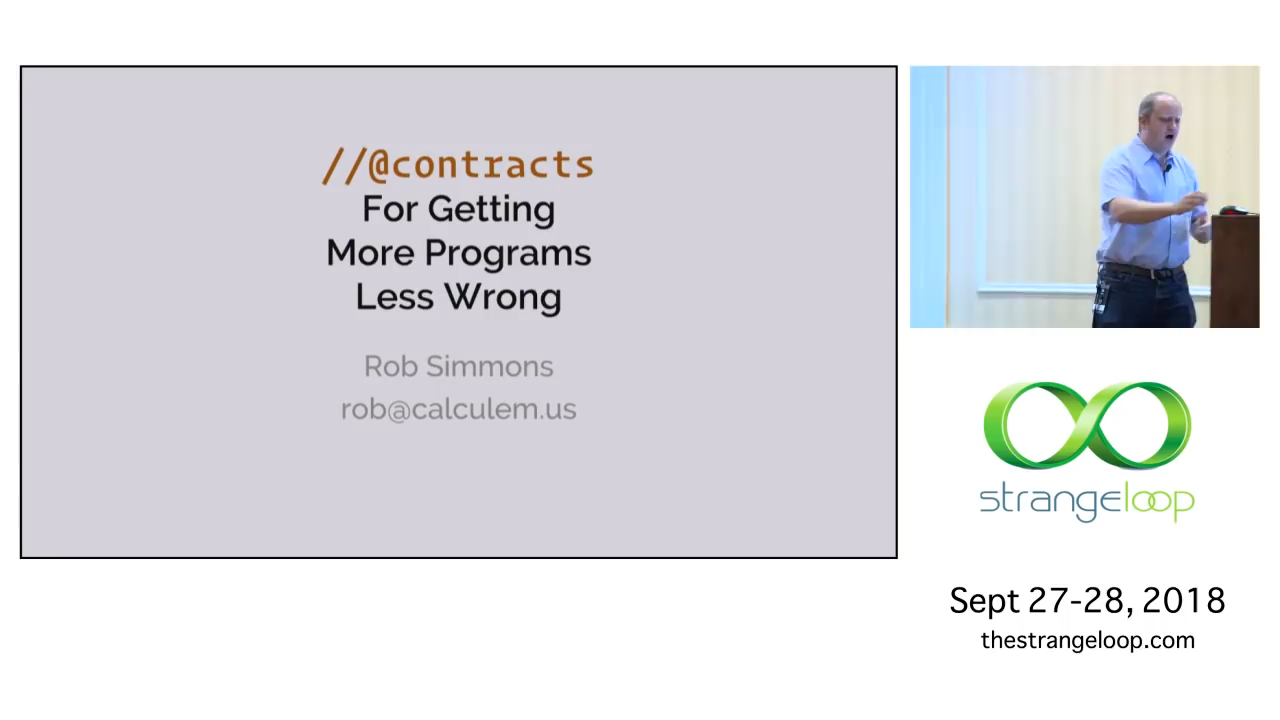 //@contracts
For Getting
More Programs
Less Wrong
Rob Simmons
rob@calculem.us
strangeloop
Sept 27-28, 2018
thestrangeloop.com